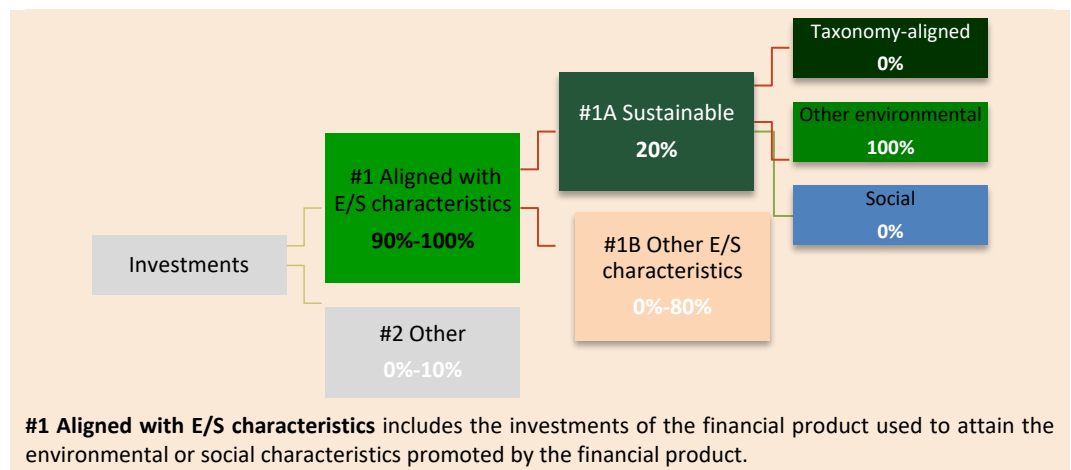 Investments
#1 Aligned with
E/S characteristics
90%-100%
#2 Other
0%-10%
#1A Sustainable
20%
#1B Other E/S
characteristics
0%-80%
Taxonomy-aligned
0%
Other environmental
100%
Social
0%
#1 Aligned with E/S characteristics includes the investments of the financial product used to attain the
environmental or social characteristics promoted by the financial product.